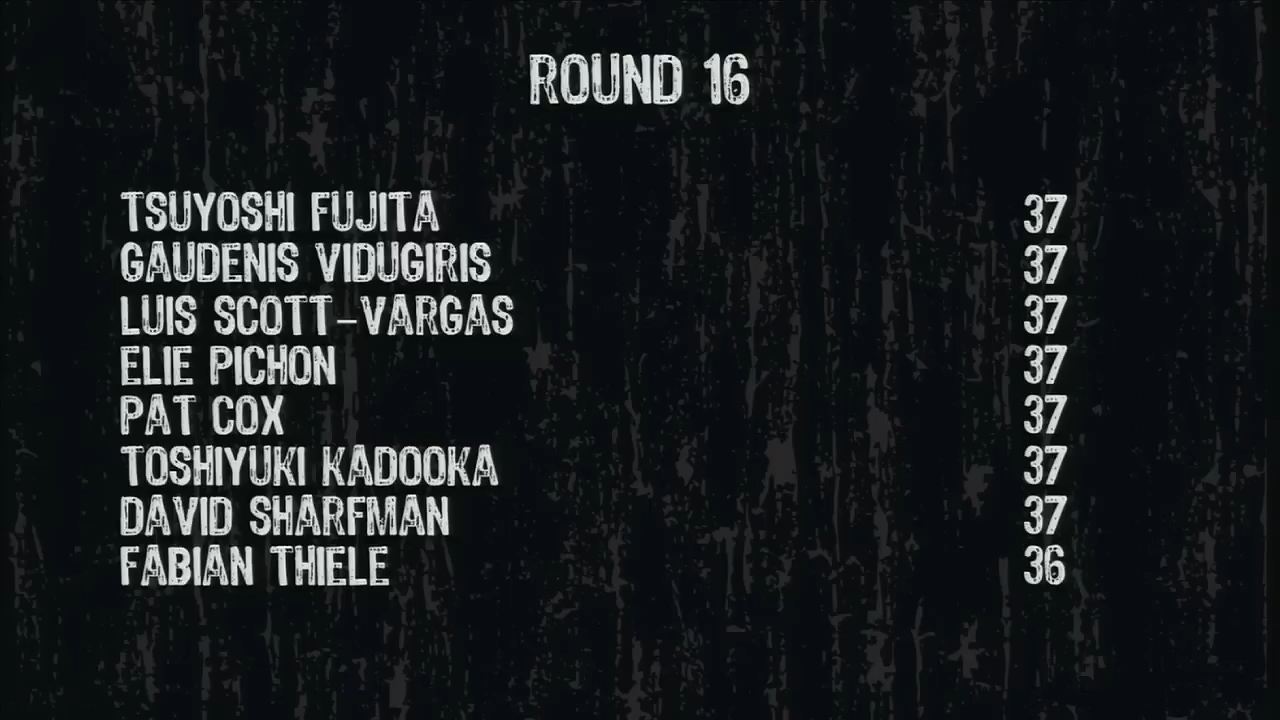 ROUND 16
TSUYOSHI FUJITA 37
GAUDENIS VIDUGIRIS 37
LUIS SCOTT-VARGAS 37
ELIE PICHON 37
PAT COX 37
TOSHIYUKI KADOOKA 37
DAVID SHARFMAN 37
FABIAN THIELE 36